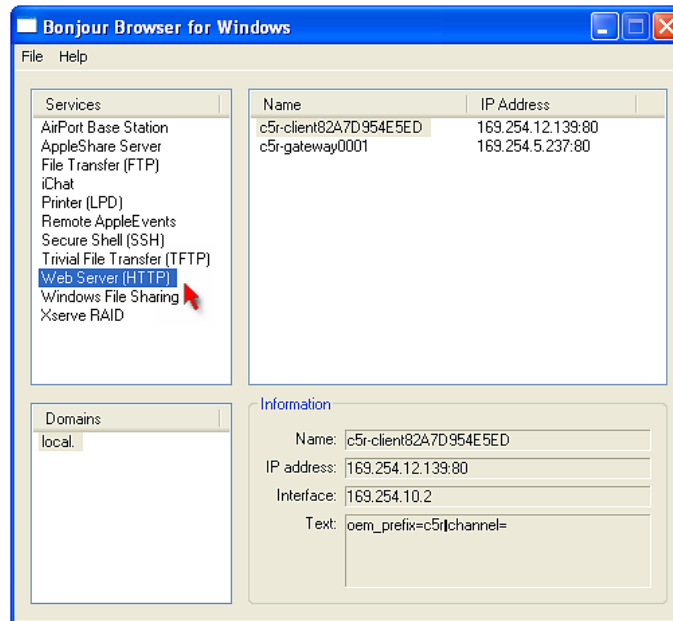 Bonjour Browser for Windows
File Help
Services
AirPort Base Station
AppleShare Server
File Transfer (FTP)
iChat
Printer (LPD)
Remote AppleEvents
Secure Shell (SSH)
Trivial File Transfer (TFTP)
Web Server (HTTP)
Windows File Sharing
Xserve RAID
Name IP Address
c5r-client82A7D954E5ED 169.254.12.139:80
c5r-gateway0001 169.254.5.237:80
Domains
local.
Information
Name: c5r-client82A7D954E5ED
IP address: 169.254.12.139:80
Interface: 169.254.10.2
Text: oem_prefix=c5r|channel=